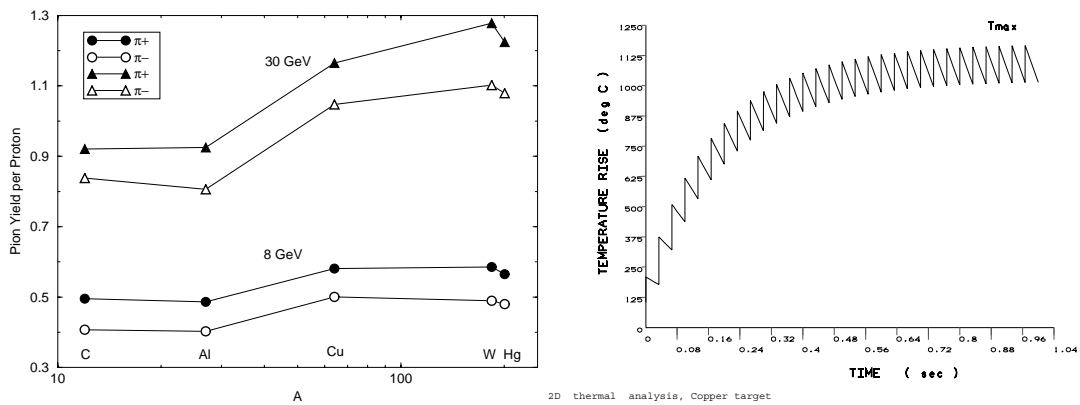 1.3
1.1
0.9
0.7
0.5
0.3
Pion Yield per Proton
π+
π−
π+
π−
30 GeV
8 GeV
C Al Cu W Hg
10 100
A
Tmax
1250
1125
1000
875
750
625
500
375
250
125
0
TEMPERATURE RISE (deg C)
0 0.16 0.32 0.48 0.64 0.8 0.96
0.08 0.24 0.4 0.56 0.72 0.88 1.04
TIME ( sec )
2D thermal analysis, Copper target